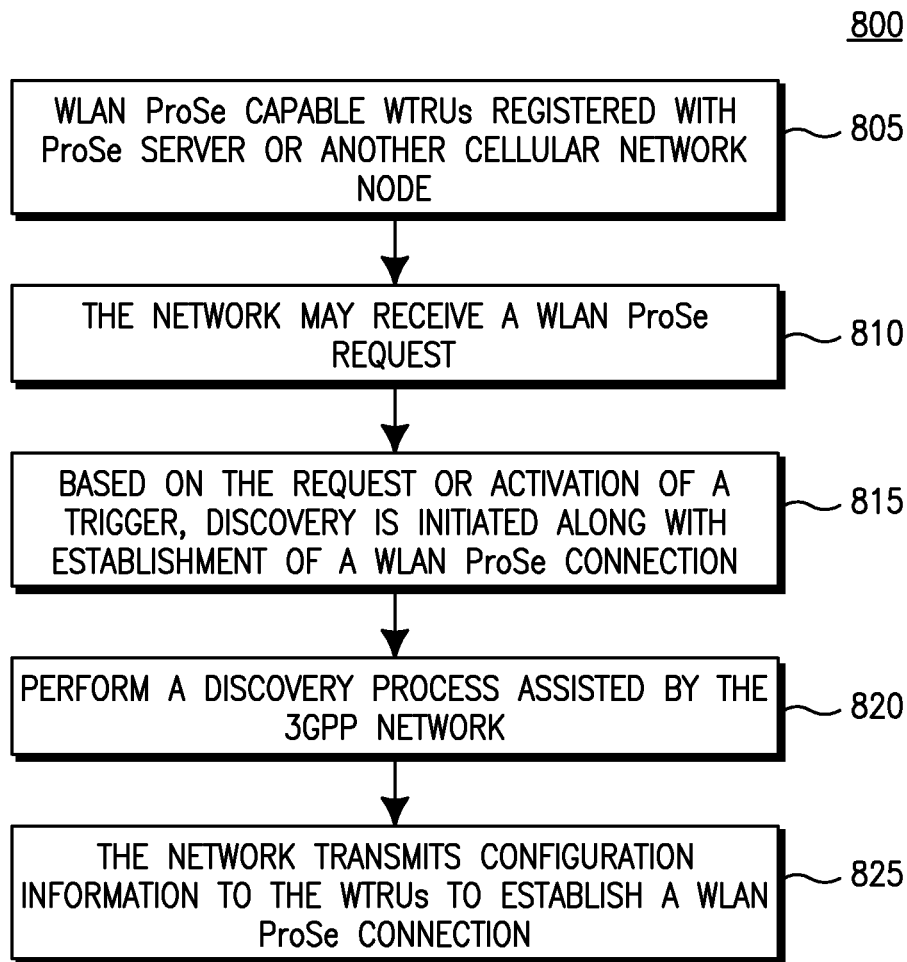 800
WLAN ProSe CAPABLE WTRUs REGISTERED WITH
ProSe SERVER OR ANOTHER CELLULAR NETWORK
NODE
805
THE NETWORK MAY RECEIVE A WLAN ProSe
REQUEST
810
BASED ON THE REQUEST OR ACTIVATION OF A
TRIGGER, DISCOVERY IS INITIATED ALONG WITH
ESTABLISHMENT OF A WLAN ProSe CONNECTION
815
PERFORM A DISCOVERY PROCESS ASSISTED BY THE
3GPP NETWORK
820
THE NETWORK TRANSMITS CONFIGURATION
INFORMATION TO THE WTRUs TO ESTABLISH A WLAN
ProSe CONNECTION
825